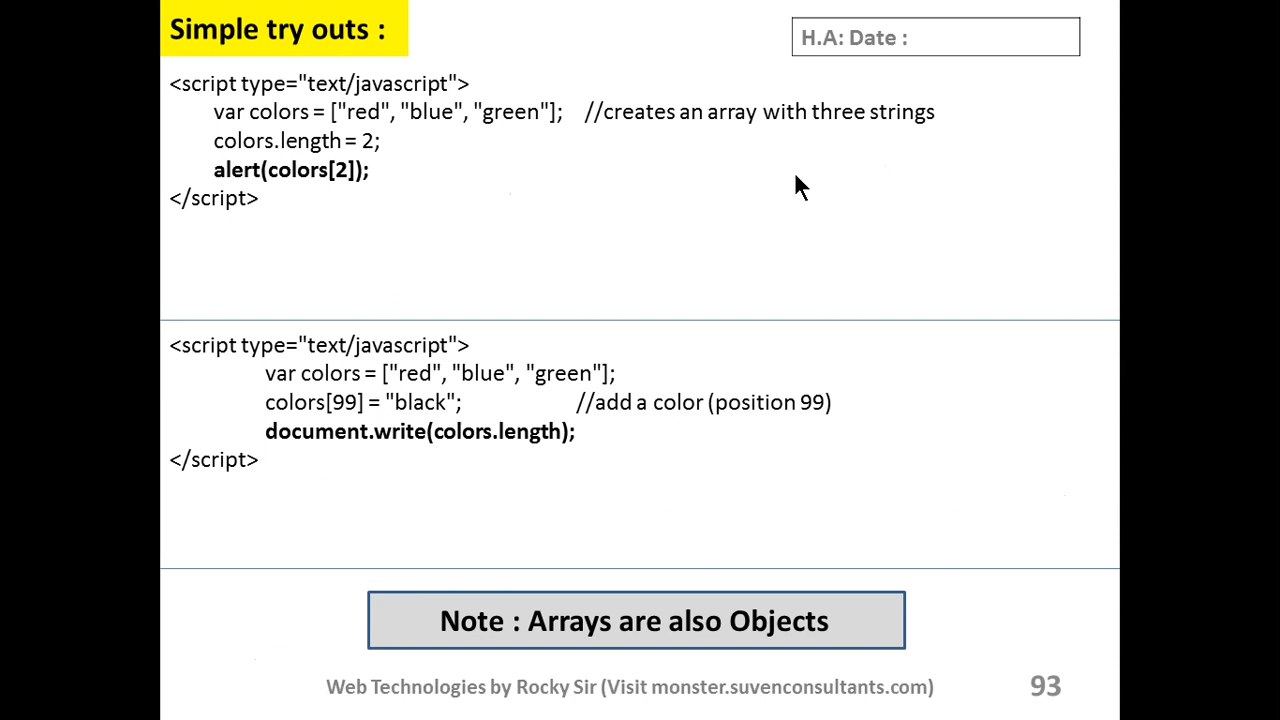 Simple try outs :
H.A: Date :
<script type="text/javascript">
var colors = ["red", "blue", "green"]; //creates an array with three strings
colors.length = 2;
alert(colors[2]);
</script>
<script type="text/javascript">
var colors = ["red", "blue", "green"];
colors[99] = "black"; //add a color (position 99)
document.write(colors.length);
</script>
Note : Arrays are also Objects
Web Technologies by Rocky Sir (Visit monster.suvenconsultants.com)
93